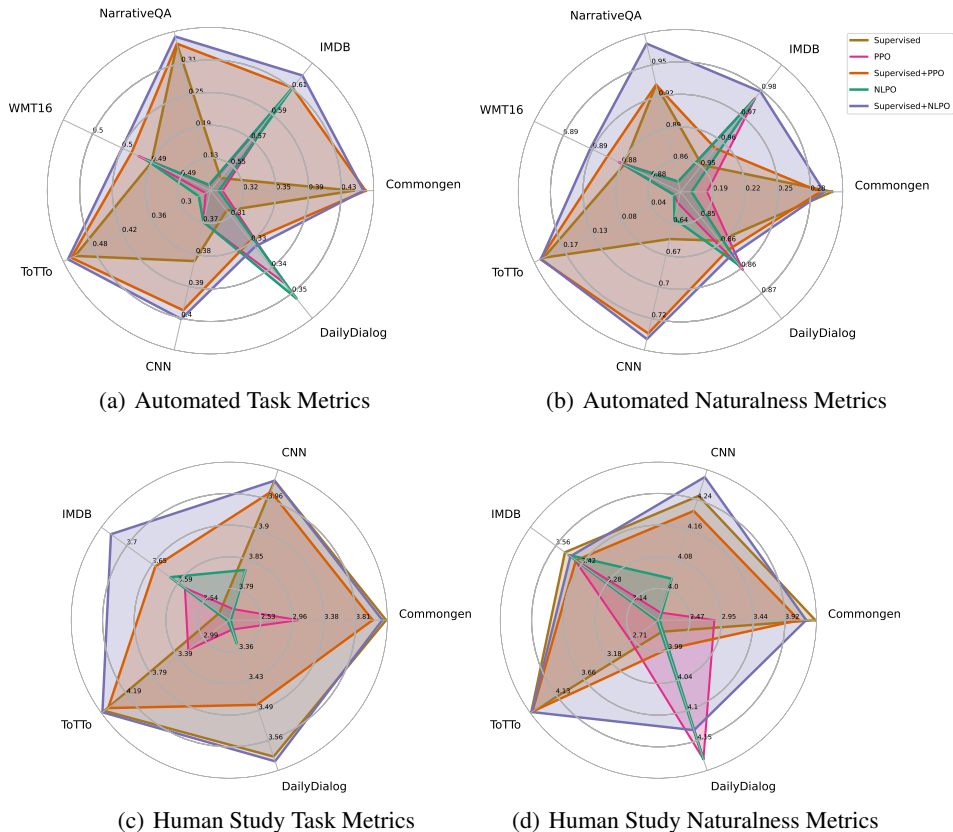 NarrativeQA
IMDB
WMT16
Commongen
ToTTo
CNN
DailyDialog
0.31
0.25
0.19
0.13
0.61
0.59
0.57
0.55
0.5
0.5
0.49
0.49
0.32
0.35
0.39
0.43
0.3
0.36
0.42
0.48
0.37
0.38
0.39
0.4
0.31
0.33
0.34
0.35
(a) Automated Task Metrics
NarrativeQA
IMDB
WMT16
Commongen
ToTTo
CNN
DailyDialog
0.95
0.92
0.89
0.86
0.98
0.97
0.96
0.95
0.89
0.89
0.88
0.88
0.19
0.22
0.25
0.28
0.04
0.08
0.13
0.17
0.64
0.67
0.7
0.72
0.85
0.86
0.86
0.87
Supervised
PPO
Supervised+PPO
NLPO
Supervised+NLPO
(b) Automated Naturalness Metrics
CNN
IMDB
Commongen
ToTTo
DailyDialog
3.96
3.9
3.85
3.79
3.7
3.65
3.59
3.54
2.53
2.96
3.38
3.81
2.99
3.39
3.79
4.19
3.36
3.43
3.49
3.56
(c) Human Study Task Metrics
CNN
IMDB
Commongen
ToTTo
DailyDialog
4.24
4.16
4.08
4.0
3.56
3.42
3.28
3.14
2.47
2.95
3.44
3.92
2.71
3.18
3.66
4.13
3.99
4.04
4.1
4.15
(d) Human Study Naturalness Metrics